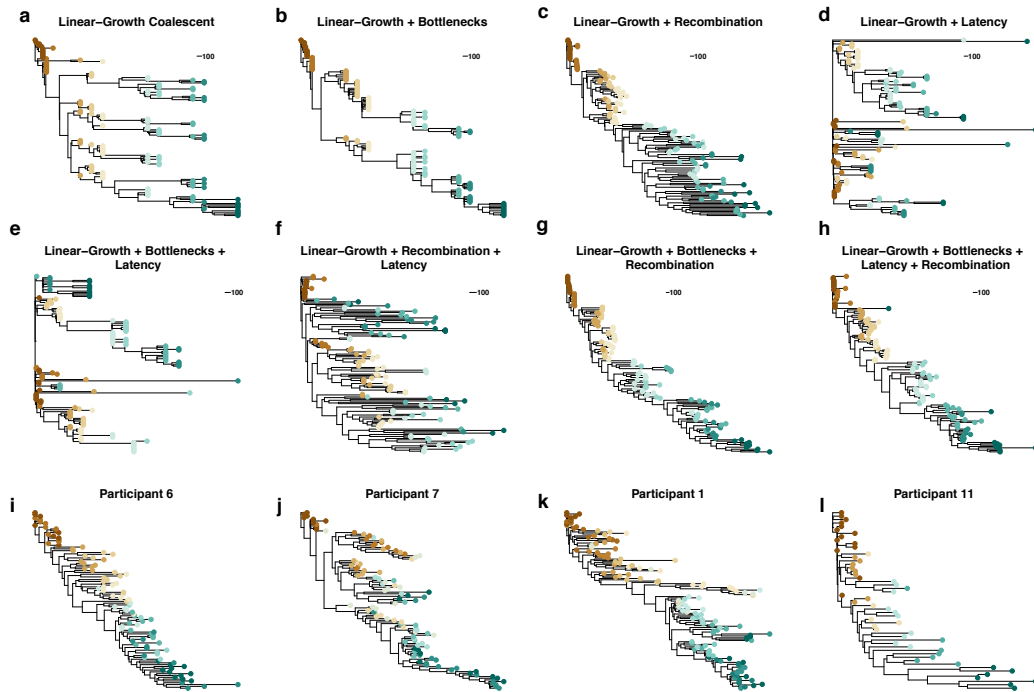 a
Linear−Growth Coalescent
−100
b
Linear−Growth + Bottlenecks
−100
c
Linear−Growth + Recombination
−100
d
Linear−Growth + Latency
−100
e
Linear−Growth + Bottlenecks +
Latency
−100
f
Linear−Growth + Recombination +
Latency
−100
g
Linear−Growth + Bottlenecks +
Recombination
−100
h
Linear−Growth + Bottlenecks +
Latency + Recombination
−100
i
Participant 6
j
Participant 7
k
Participant 1
l
Participant 11